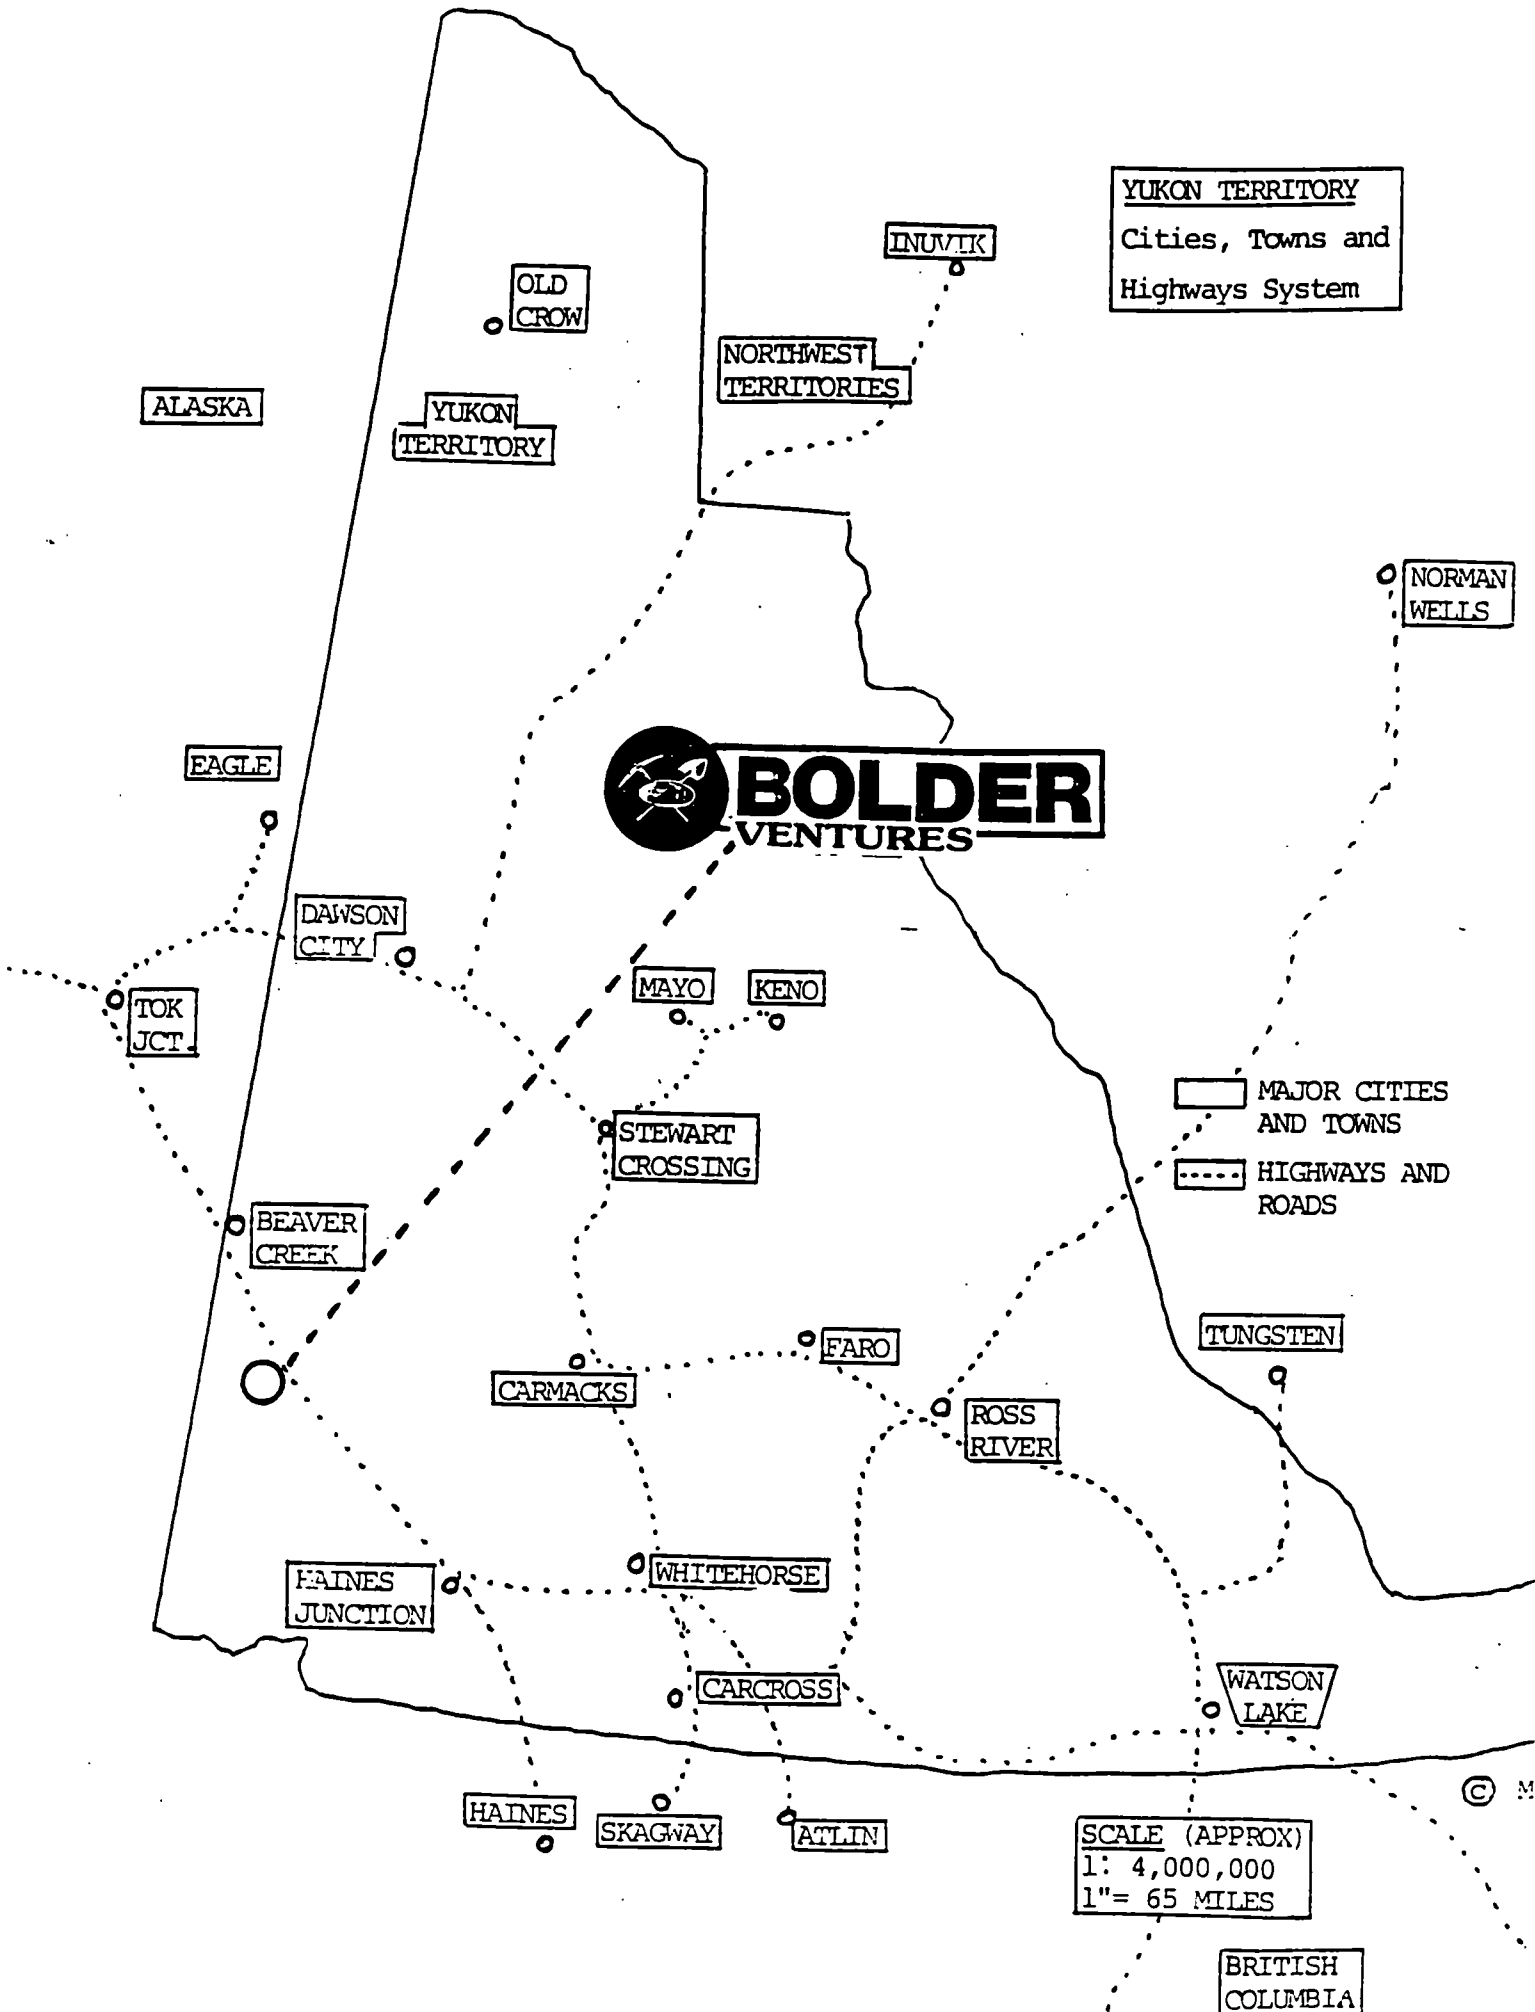 YUKON TERRITORY
Cities, Towns and
Highways System
INUVIK
OLD
CROW
NORTHWEST
TERRITORIES
ALASKA
YUKON
TERRITORY
NORMAN
WELLS
EAGLE
BOLDER
VENTURES
DAWSON
CITY
MAYO
KENO
TOK
JCT.
MAJOR CITIES
AND TOWNS
STEWART
CROSSING
HIGHWAYS AND
ROADS
BEAVER
CREEK
TUNGSTEN
FARO
CARMACKS
ROSS
RIVER
WHITEHORSE
HAINES
JUNCTION
CARCROSS
WATSON
LAKE
© M
HAINES
SKAGWAY
ATLIN
SCALE (APPROX)
1: 4,000,000
1"= 65 MILES
BRITISH
COLUMBIA